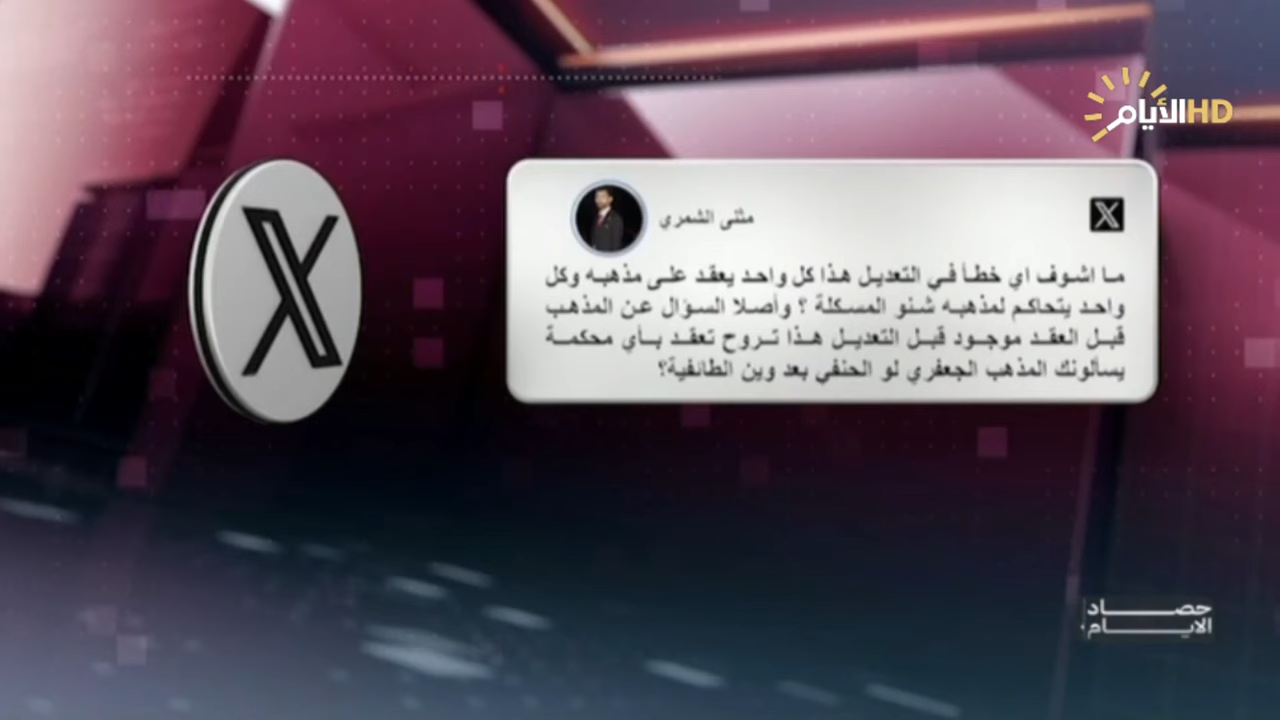 الأيام HD
مثنى الشمري
ما اشوف اي خطأ في التعديل هذا كل واحد يعقد على مذهبه وكل
واحد يتحاكم لمذهبه شنو المسكلة ؟ وأصلا السؤال عن المذهب
قبل العقد موجود قبل التعديل هذا تروح تعقد بأي محكمة
يسألونك المذهب الجعفري لو الحنفي بعد وين الطائفية؟
حصاد
الايام